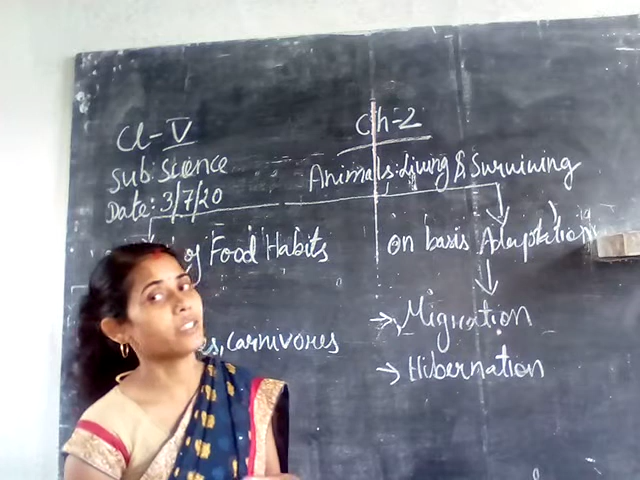 Cl-V
Ch-2
Sub: Science
Animals: Living & Surviving
Date: 3/7/20
of Food Habits
on basis Adaptation
Migration
Carnivores
Hibernation